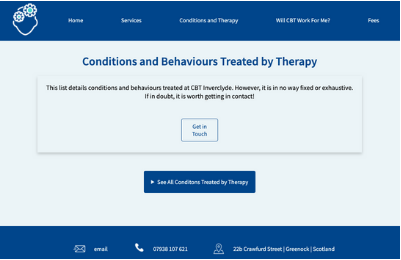 Home Services Conditions and Therapy Will CBT Work For Me? Fees
Conditions and Behaviours Treated by Therapy
This list details conditions and behaviours treated at CBT Inverclyde. However, it is in no way fixed or exhaustive.
If in doubt, it is worth getting in contact!
Get in
Touch
See All Conditons Treated by Therapy
email 07938 107 621 22b Crawfurd Street | Greenock | Scotland